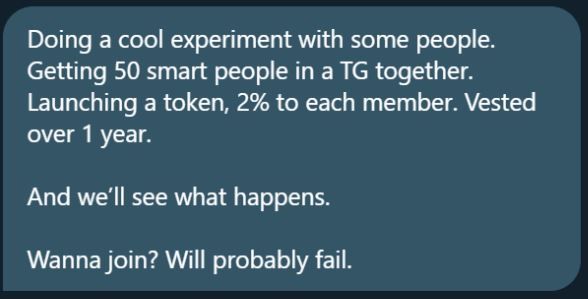 Doing a cool experiment with some people.
Getting 50 smart people in a TG together.
Launching a token, 2% to each member. Vested
over 1 year.
And we'll see what happens.
Wanna join? Will probably fail.